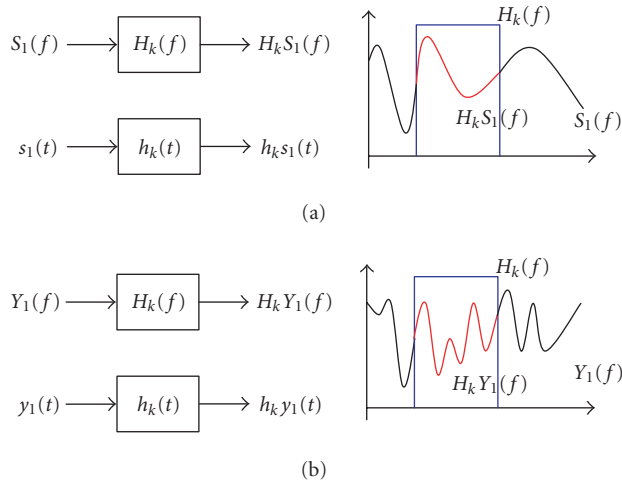 S₁(f) H_k(f) H_kS₁(f)
s₁(t) h_k(t) h_ks₁(t)
H_k(f)
H_kS₁(f)
S₁(f)
(a)
Y₁(f) H_k(f) H_kY₁(f)
y₁(t) h_k(t) h_ky₁(t)
H_k(f)
H_kY₁(f)
Y₁(f)
(b)